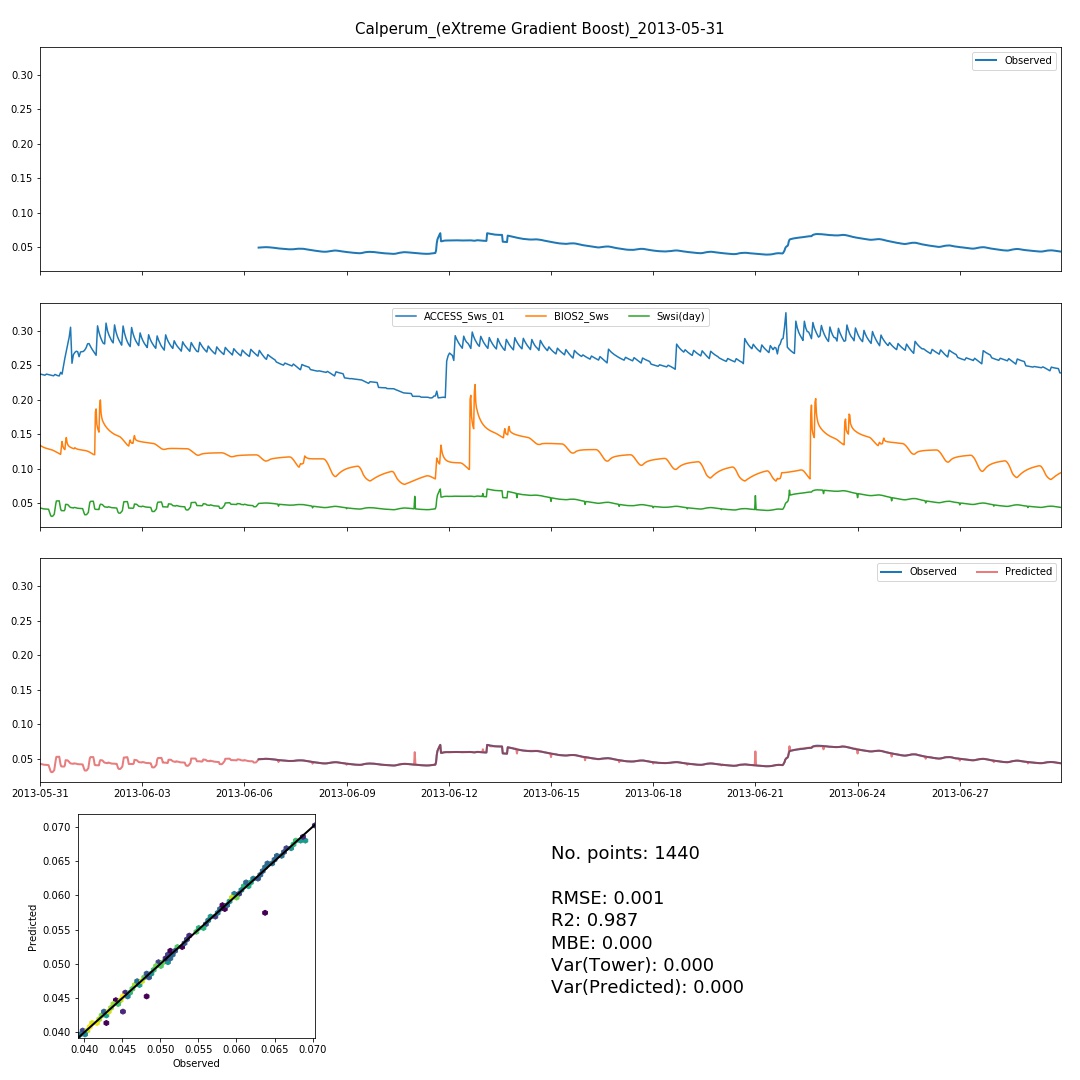 Calperum_(eXtreme Gradient Boost)_2013-05-31
Observed
0.30
0.25
0.20
0.15
0.10
0.05
ACCESS_Sws_01 BIOS2_Sws Swsi(day)
0.30
0.25
0.20
0.15
0.10
0.05
Observed Predicted
0.30
0.25
0.20
0.15
0.10
0.05
2013-05-31 2013-06-03 2013-06-06 2013-06-09 2013-06-12 2013-06-15 2013-06-18 2013-06-21 2013-06-24 2013-06-27
0.070
0.065
0.060
0.055
0.050
0.045
0.040
Predicted
0.040 0.045 0.050 0.055 0.060 0.065 0.070
Observed
No. points: 1440
RMSE: 0.001
R2: 0.987
MBE: 0.000
Var(Tower): 0.000
Var(Predicted): 0.000